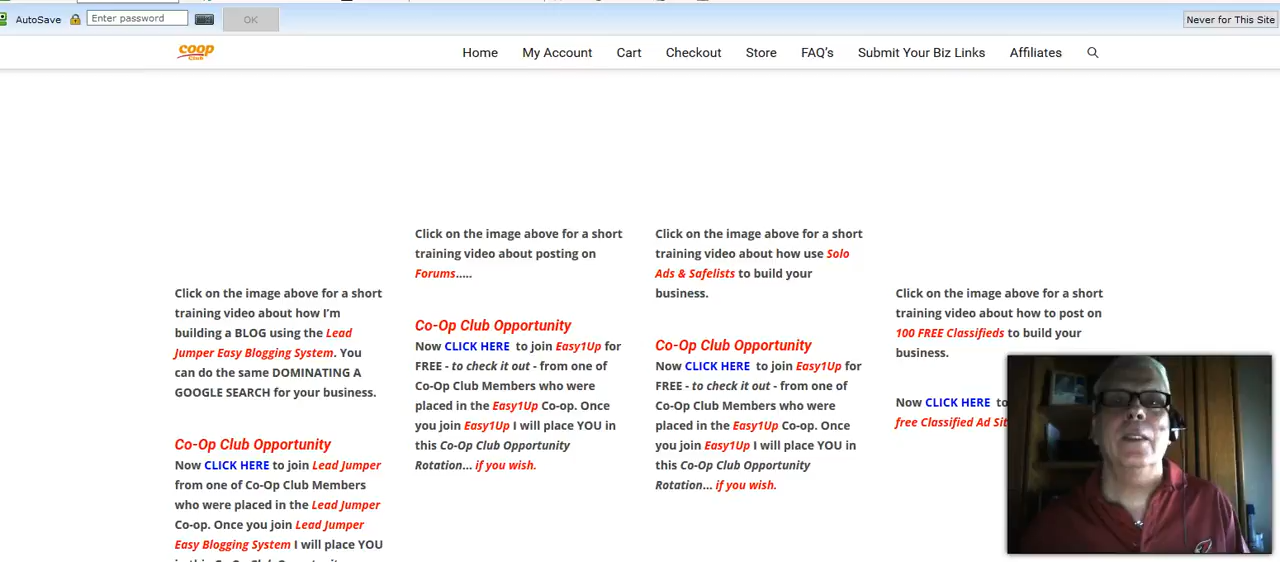 AutoSave
Enter password
OK
Never for This Site
coop
Club
Home
My Account
Cart
Checkout
Store
FAQ's
Submit Your Biz Links
Affiliates
Click on the image above for a short
training video about how I'm
building a BLOG using the Lead
Jumper Easy Blogging System. You
can do the same DOMINATING A
GOOGLE SEARCH for your business.
Co-Op Club Opportunity
Now CLICK HERE to join Lead Jumper
from one of Co-Op Club Members
who were placed in the Lead Jumper
Co-op. Once you join Lead Jumper
Easy Blogging System I will place YOU
in this Co-Op Club Opportunity
Click on the image above for a short
training video about posting on
Forums.....
Co-Op Club Opportunity
Now CLICK HERE to join Easy1Up for
FREE - to check it out - from one of
Co-Op Club Members who were
placed in the Easy1Up Co-op. Once
you join Easy1Up I will place YOU in
this Co-Op Club Opportunity
Rotation... if you wish.
Click on the image above for a short
training video about how use Solo
Ads & Safelists to build your
business.
Co-Op Club Opportunity
Now CLICK HERE to join Easy1Up for
FREE - to check it out - from one of
Co-Op Club Members who were
placed in the Easy1Up Co-op. Once
you join Easy1Up I will place YOU in
this Co-Op Club Opportunity
Rotation... if you wish.
Click on the image above for a short
training video about how to post on
100 FREE Classifieds to build your
business.
Now CLICK HERE to
free Classified Ad Sit